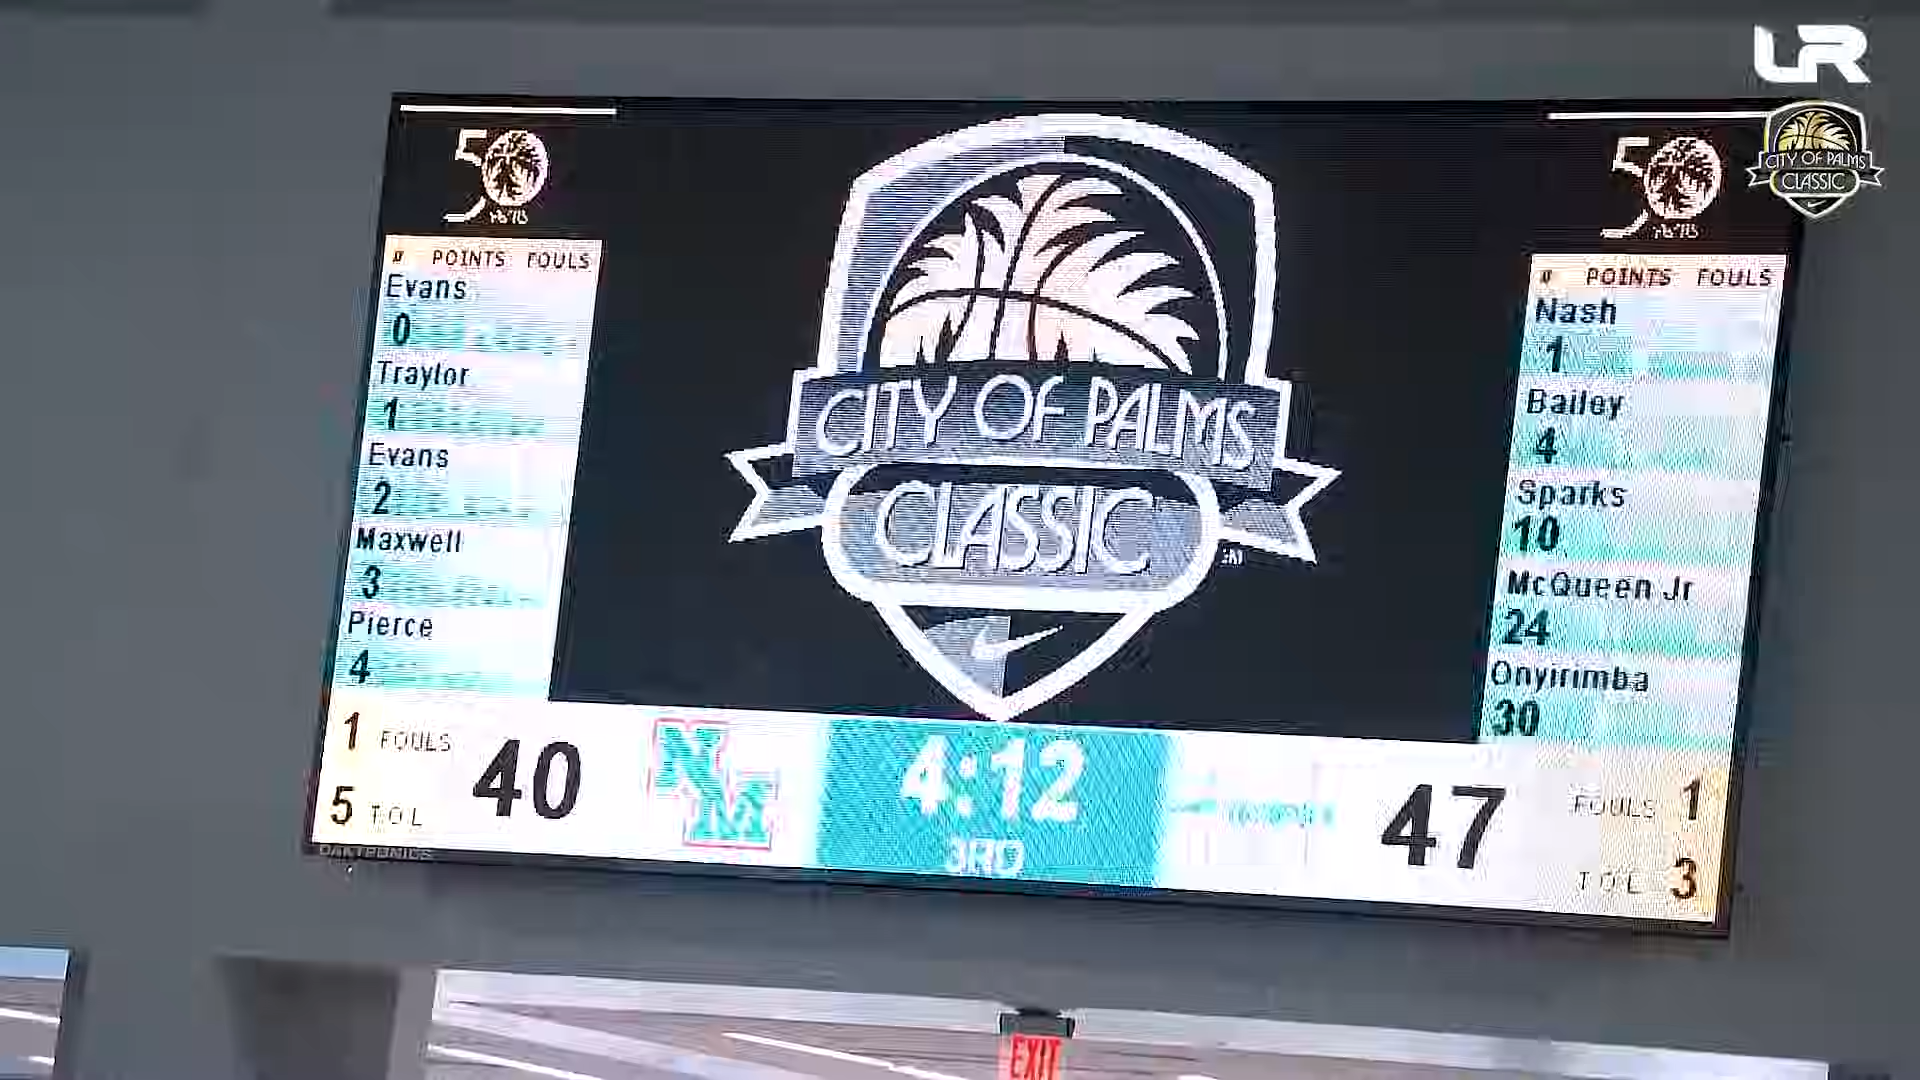 LR
CITY OF PALMS
CLASSIC
50
50
# POINTS FOULS
Evans
0
Traylor
1
Evans
2
Maxwell
3
Pierce
4
CITY OF PALMS
CLASSIC
# POINTS FOULS
Nash
1
Bailey
4
Sparks
10
McQueen Jr
24
Onyirimba
30
1 FOULS
5 T.O.L
40
NM
4:12
3RD
47
FOULS 1
T.O.L 3
DAKTRONICS
EXIT